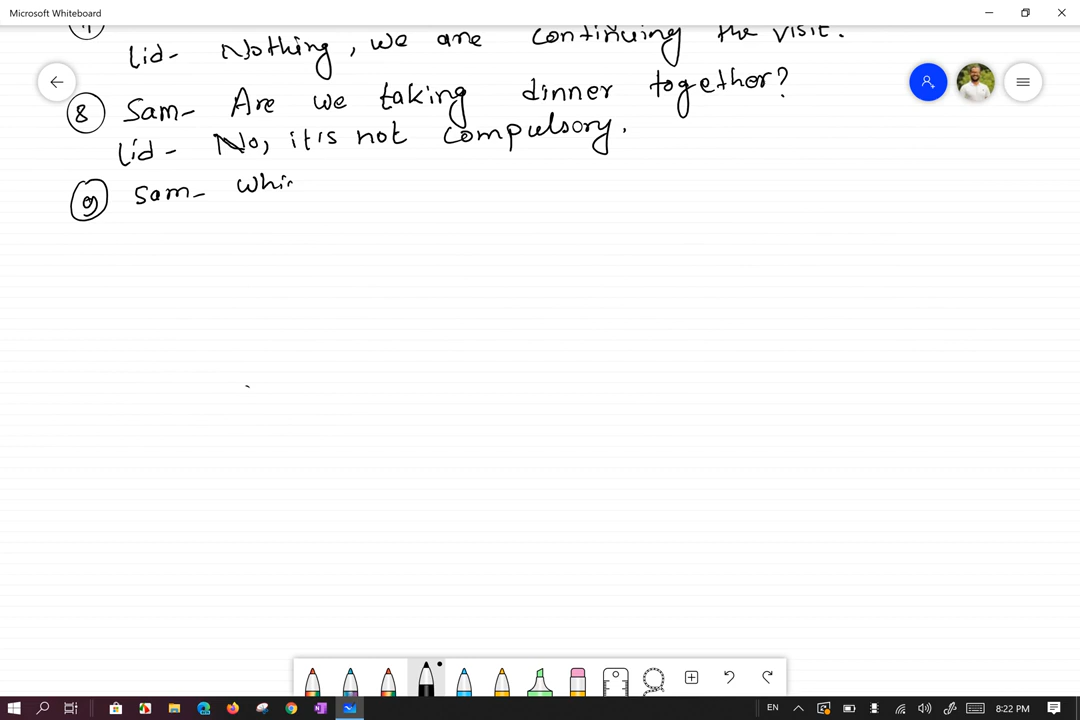 Microsoft Whiteboard
Lid- Nothing, we are continuing the visit.
8 Sam- Are we taking dinner together?
Lid- No, it's not compulsory.
9 Sam- Whi
EN 8:22 PM